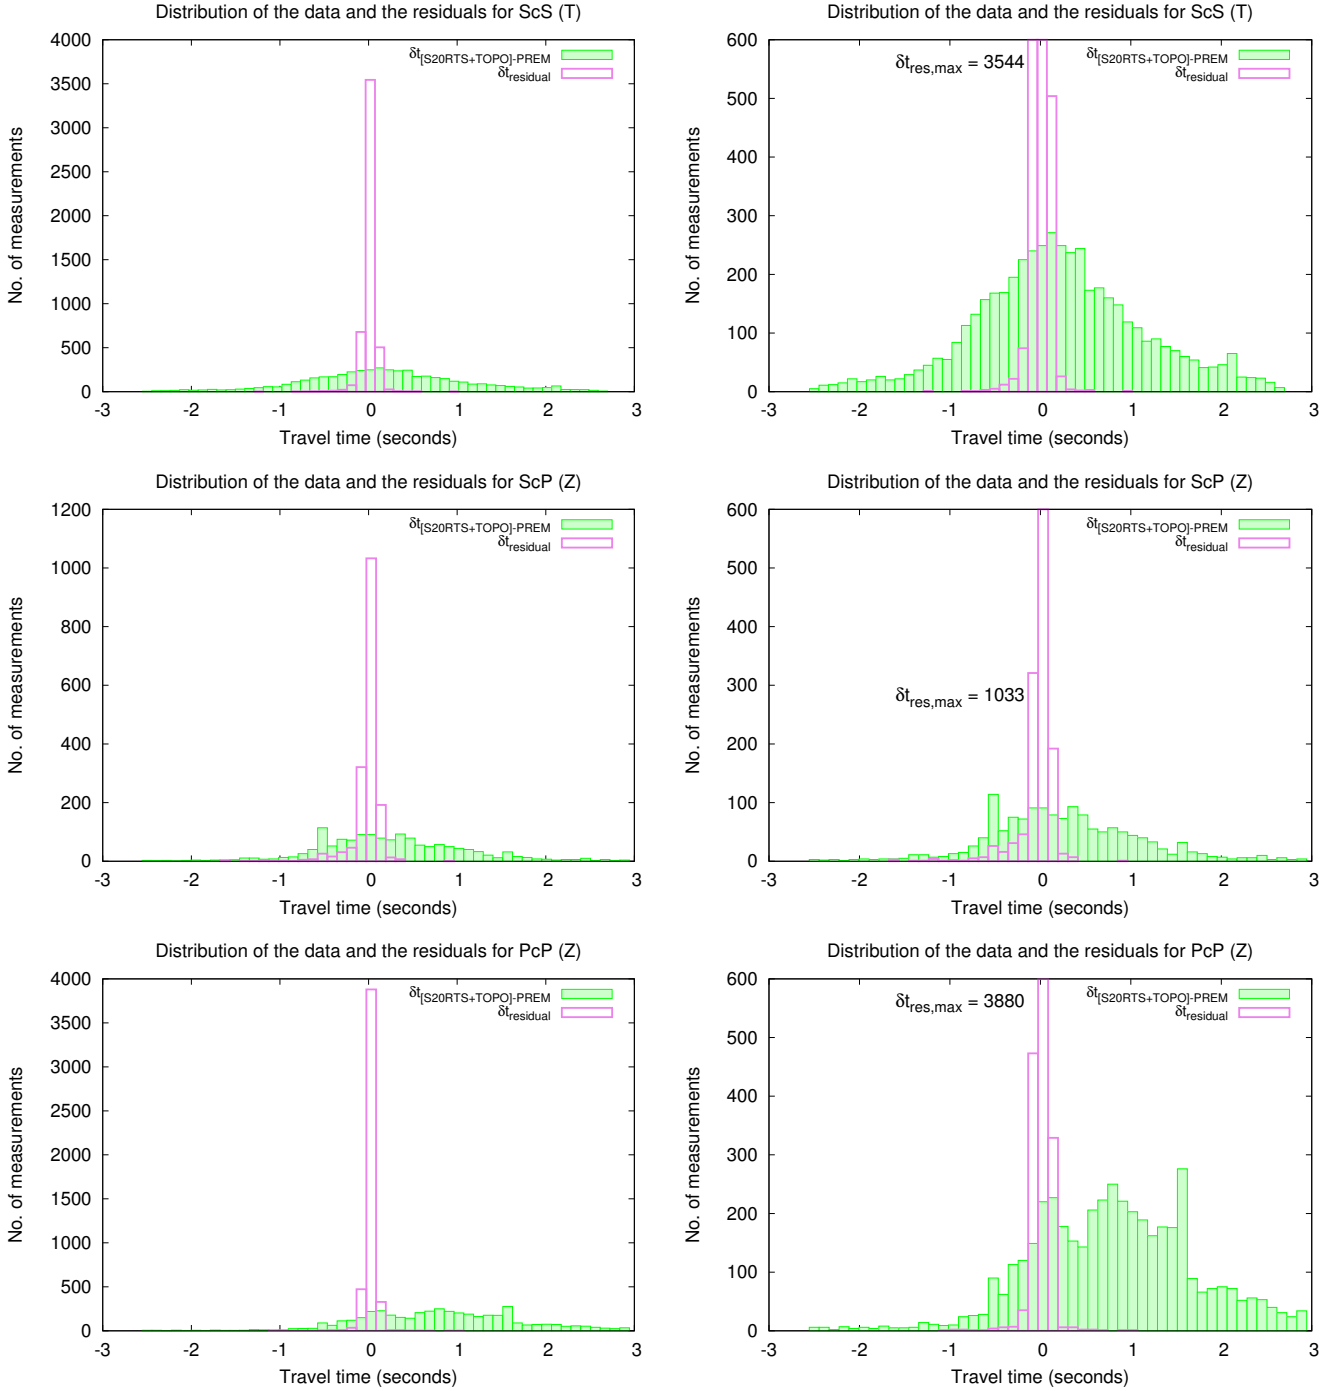 Distribution of the data and the residuals for ScS (T)
No. of measurements
4000
3500
3000
2500
2000
1500
1000
500
0
-3 -2 -1 0 1 2 3
Travel time (seconds)
δt[S20RTS+TOPO]-PREM
δtresidual
Distribution of the data and the residuals for ScS (T)
No. of measurements
600
500
400
300
200
100
0
-3 -2 -1 0 1 2 3
Travel time (seconds)
δtres,max = 3544
δt[S20RTS+TOPO]-PREM
δtresidual
Distribution of the data and the residuals for ScP (Z)
No. of measurements
1200
1000
800
600
400
200
0
-3 -2 -1 0 1 2 3
Travel time (seconds)
δt[S20RTS+TOPO]-PREM
δtresidual
Distribution of the data and the residuals for ScP (Z)
No. of measurements
600
500
400
300
200
100
0
-3 -2 -1 0 1 2 3
Travel time (seconds)
δtres,max = 1033
δt[S20RTS+TOPO]-PREM
δtresidual
Distribution of the data and the residuals for PcP (Z)
No. of measurements
4000
3500
3000
2500
2000
1500
1000
500
0
-3 -2 -1 0 1 2 3
Travel time (seconds)
δt[S20RTS+TOPO]-PREM
δtresidual
Distribution of the data and the residuals for PcP (Z)
No. of measurements
600
500
400
300
200
100
0
-3 -2 -1 0 1 2 3
Travel time (seconds)
δtres,max = 3880
δt[S20RTS+TOPO]-PREM
δtresidual